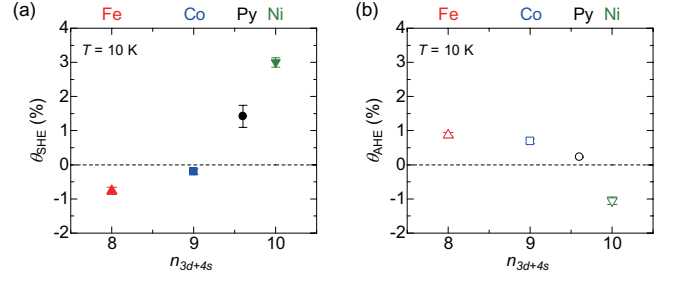 (a) Fe Co Py Ni
T = 10 K
4
3
2
1
0
-1
-2
θSHE (%)
8 9 10
n3d+4s
(b) Fe Co Py Ni
T = 10 K
4
3
2
1
0
-1
-2
θAHE (%)
8 9 10
n3d+4s